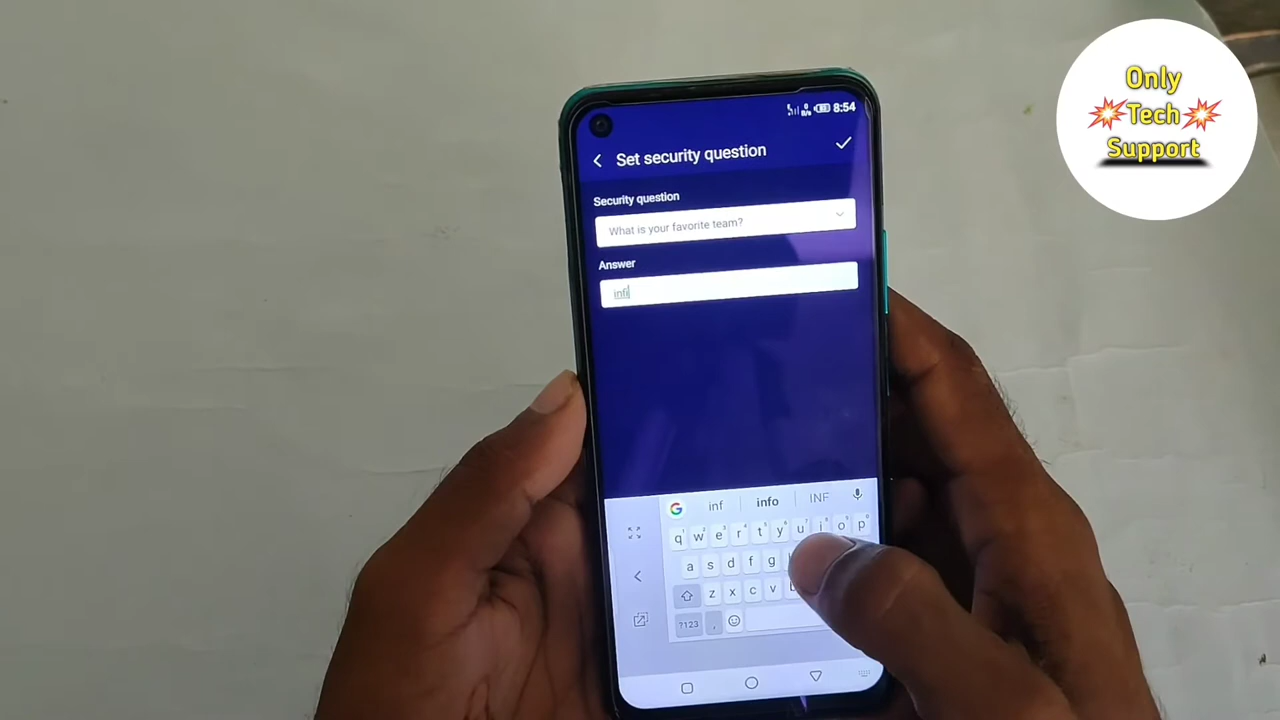 8:54
Set security question
Security question
What is your favorite team?
Answer
infi
inf info INF
q w e r t y u i o p
a s d f g
z x c v
?123 ,
Only
Tech
Support